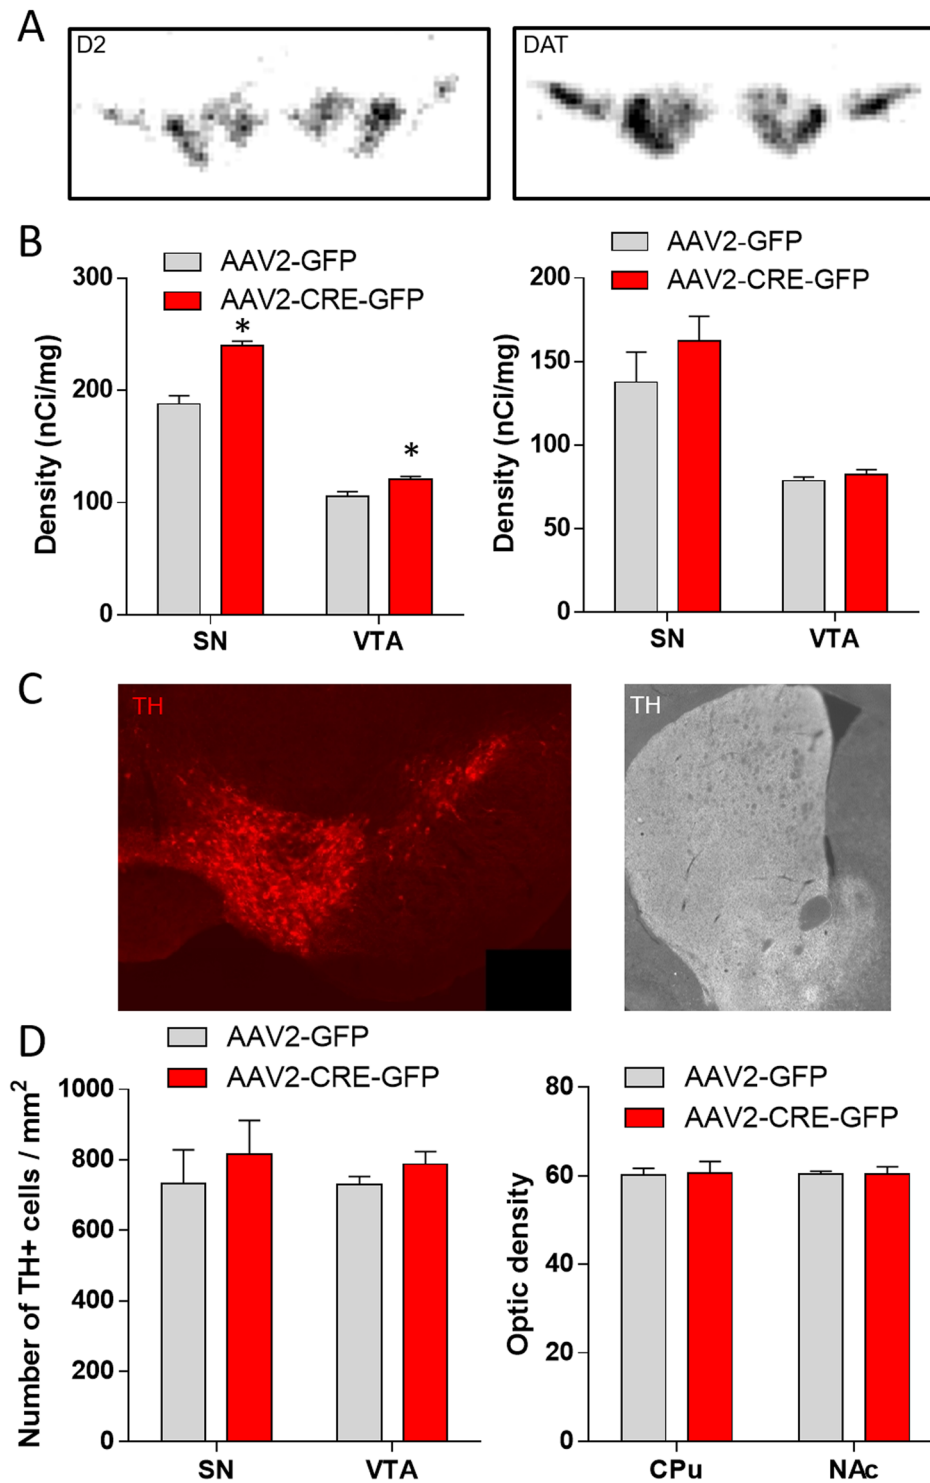 A
D2
DAT
B
AAV2-GFP
AAV2-CRE-GFP
300
200
100
0
Density (nCi/mg)
*
*
SN
VTA
AAV2-GFP
AAV2-CRE-GFP
200
150
100
50
0
Density (nCi/mg)
SN
VTA
C
TH
TH
D
AAV2-GFP
AAV2-CRE-GFP
1000
800
600
400
200
0
Number of TH+ cells / mm²
SN
VTA
AAV2-GFP
AAV2-CRE-GFP
80
60
40
20
0
Optic density
CPu
NAc